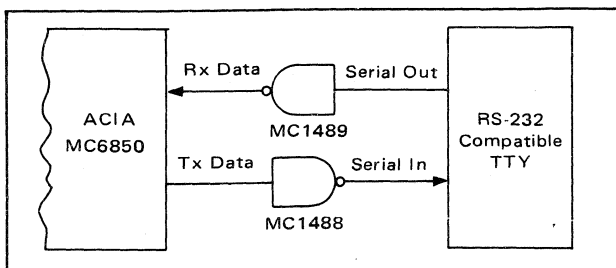 Rx Data
Serial Out
MC1489
ACIA
MC6850
RS-232
Compatible
TTY
Tx Data
Serial In
MC1488